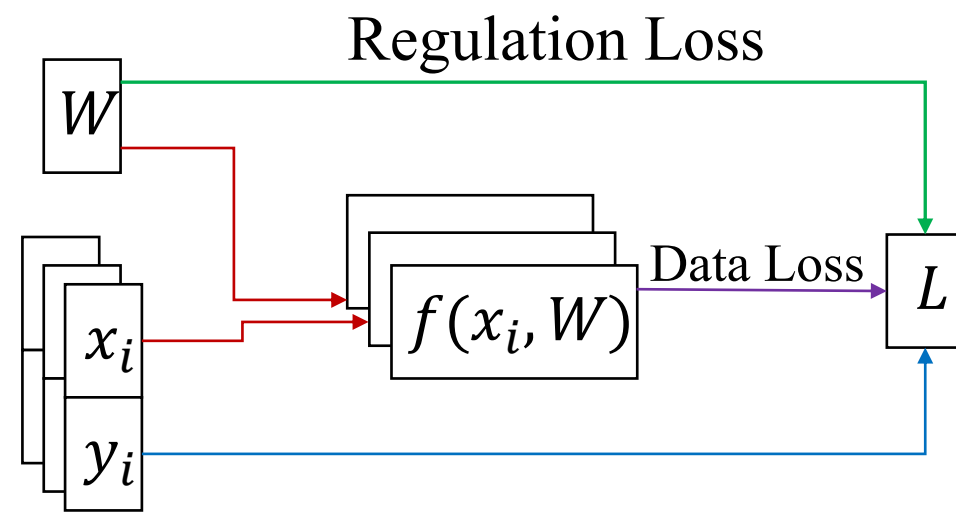 Regulation Loss
W
Data Loss
L
f(x_i, W)
x_i
y_i